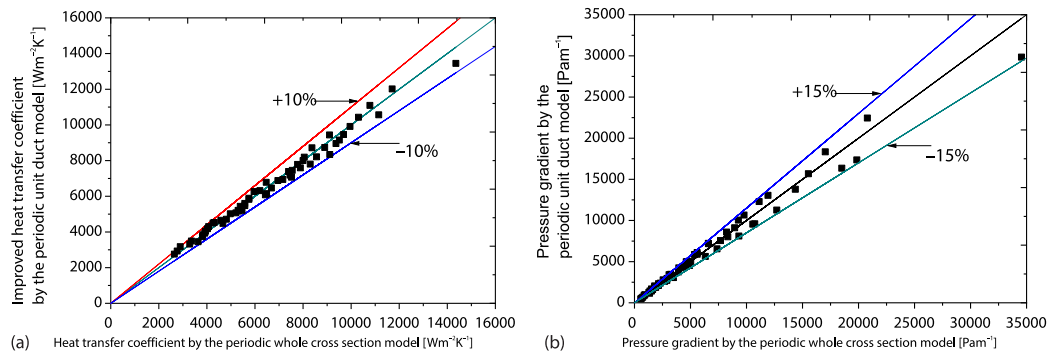 Improved heat transfer coefficient
by the periodic unit duct model [Wm⁻²K⁻¹]
16000
14000
12000
10000
8000
6000
4000
2000
0
+10%
−10%
0 2000 4000 6000 8000 10000 12000 14000 16000
(a) Heat transfer coefficient by the periodic whole cross section model [Wm⁻²K⁻¹]
Pressure gradient by the
periodic unit duct model [Pam⁻¹]
35000
30000
25000
20000
15000
10000
5000
0
+15%
−15%
0 5000 10000 15000 20000 25000 30000 35000
(b) Pressure gradient by the periodic whole cross section model [Pam⁻¹]